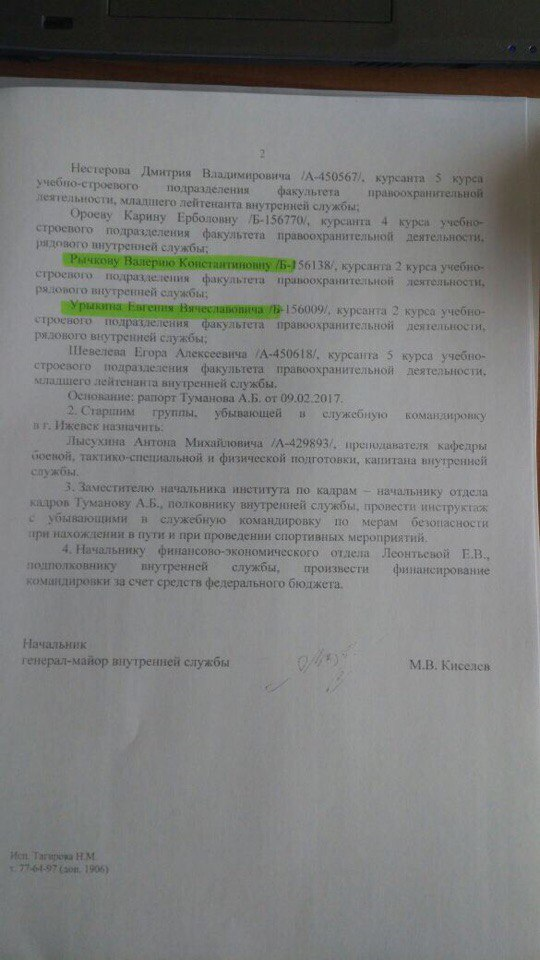 2
Нестерова Дмитрия Владимировича /А-450567/, курсанта 5 курса
учебно-строевого подразделения факультета правоохранительной
деятельности, младшего лейтенанта внутренней службы;
Ороеву Карину Ерболовну /Б-156770/, курсанта 4 курса учебно-
строевого подразделения факультета правоохранительной деятельности,
рядового внутренней службы;
Рычкову Валерию Константиновну /Б-156138/, курсанта 2 курса учебно-
строевого подразделения факультета правоохранительной деятельности,
рядового внутренней службы;
Урыкина Евгения Вячеславовича /Б-156009/, курсанта 2 курса учебно-
строевого подразделения факультета правоохранительной деятельности,
рядового внутренней службы;
Шевелева Егора Алексеевича /А-450618/, курсанта 5 курса учебно-
строевого подразделения факультета правоохранительной деятельности,
младшего лейтенанта внутренней службы.
Основание: рапорт Туманова А.Б. от 09.02.2017.
2. Старшим группы, убывающей в служебную командировку
в г. Ижевск назначить:
Лысухина Антона Михайловича /А-429893/, преподавателя кафедры
боевой, тактико-специальной и физической подготовки, капитана внутренней
службы.
3. Заместителю начальника института по кадрам – начальнику отдела
кадров Туманову А.Б., полковнику внутренней службы, провести инструктаж
с убывающими в служебную командировку по мерам безопасности
при нахождении в пути и при проведении спортивных мероприятий.
4. Начальнику финансово-экономического отдела Леонтьевой Е.В.,
подполковнику внутренней службы, произвести финансирование
командировки за счет средств федерального бюджета.
Начальник
генерал-майор внутренней службы
М.В. Киселев
Исп. Тагирова Н.М.
т. 77-64-97 (доп. 1906)